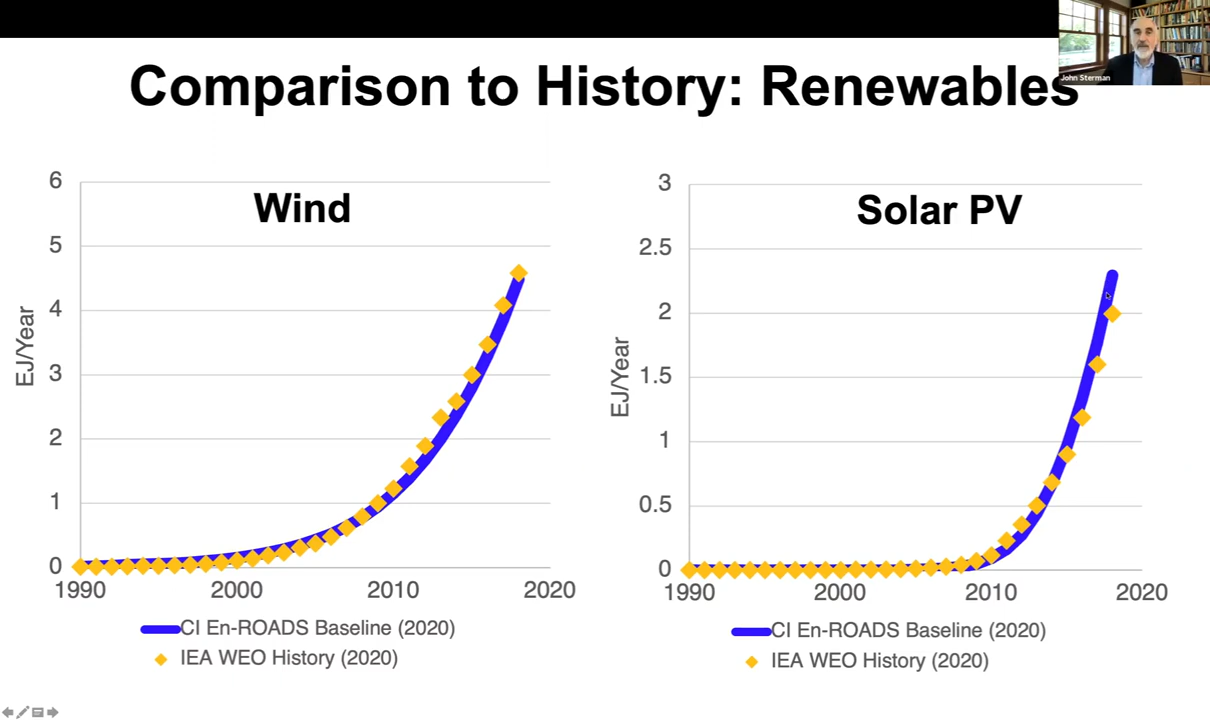 John Sterman
Comparison to History: Renewables
Wind
6
5
4
3
2
1
0
EJ/Year
1990
2000
2010
2020
CI En-ROADS Baseline (2020)
IEA WEO History (2020)
Solar PV
3
2.5
2
1.5
1
0.5
0
EJ/Year
1990
2000
2010
2020
CI En-ROADS Baseline (2020)
IEA WEO History (2020)